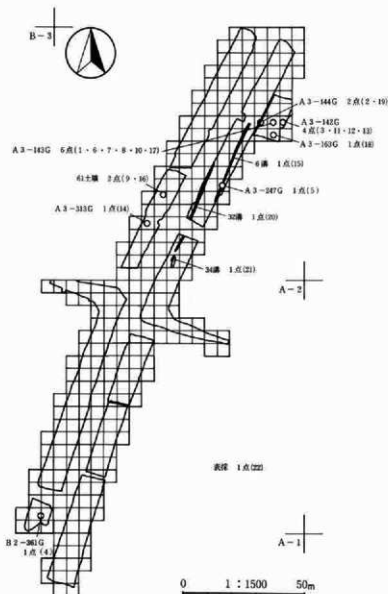 B-3
A3-144G 2点(2・19)
A3-142G
4点(3・11・12・13)
A3-143G 6点(1・6・7・8・10・17)
A3-163G 1点(18)
6溝 1点(15)
61土壙 2点(9・16)
A3-247G 1点(5)
A3-313G 1点(14)
32溝 1点(20)
34溝 1点(21)
A-2
表採 1点(22)
A-1
B2-361G
1点(4)
0 1:1500 50m